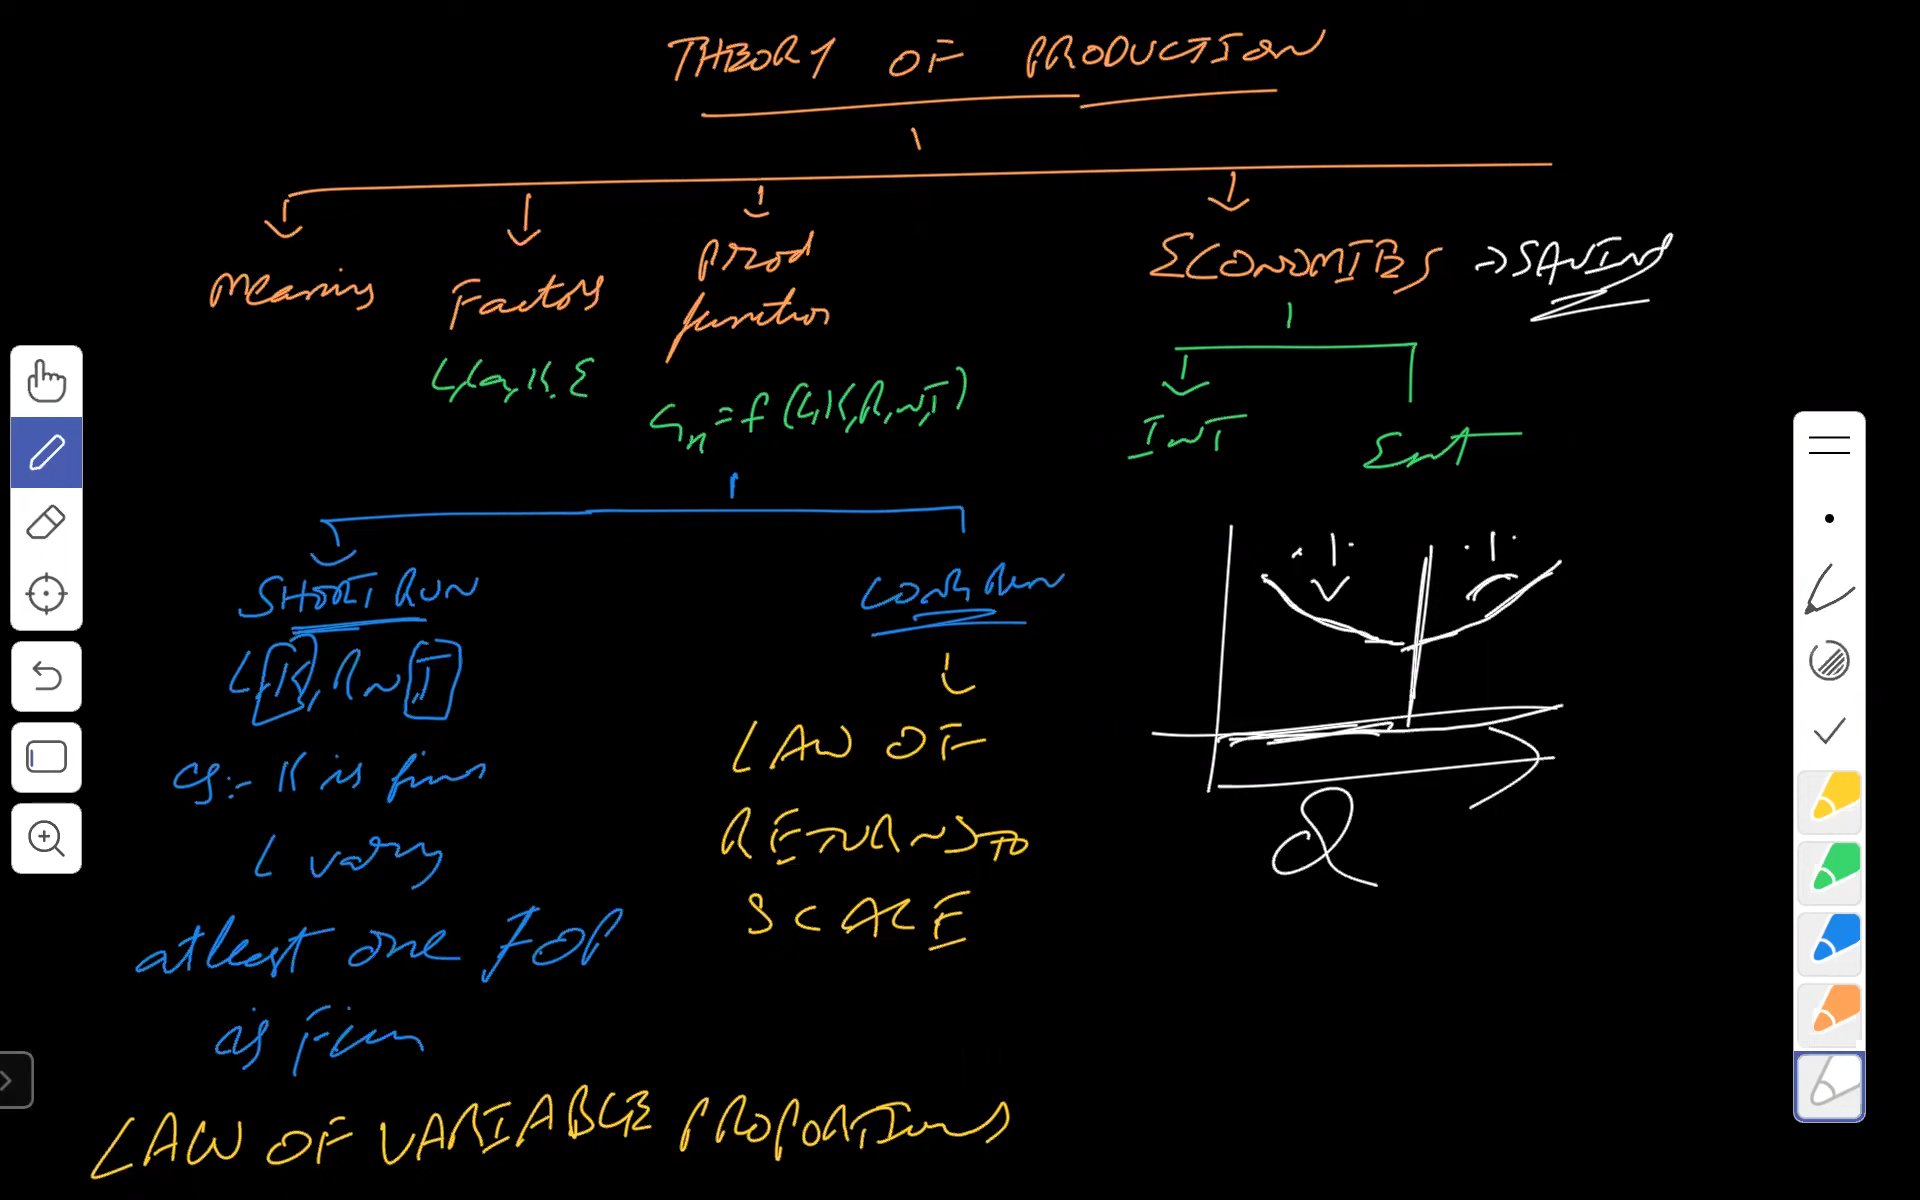 THEORY OF PRODUCTION
Meaning
Factors
Prod
function
ECONOMIES → SAVING
L, La, K, E
Gn = f (L, K, R, N, T)
INT
Ext
SHORT RUN
Long Run
L, K, R N T
eg:- K is fixed
L vary
atleast one FOP
is Fixed
LAW OF
RETURNS TO
SCALE
Q
LAW OF VARIABLE PROPORTIONS